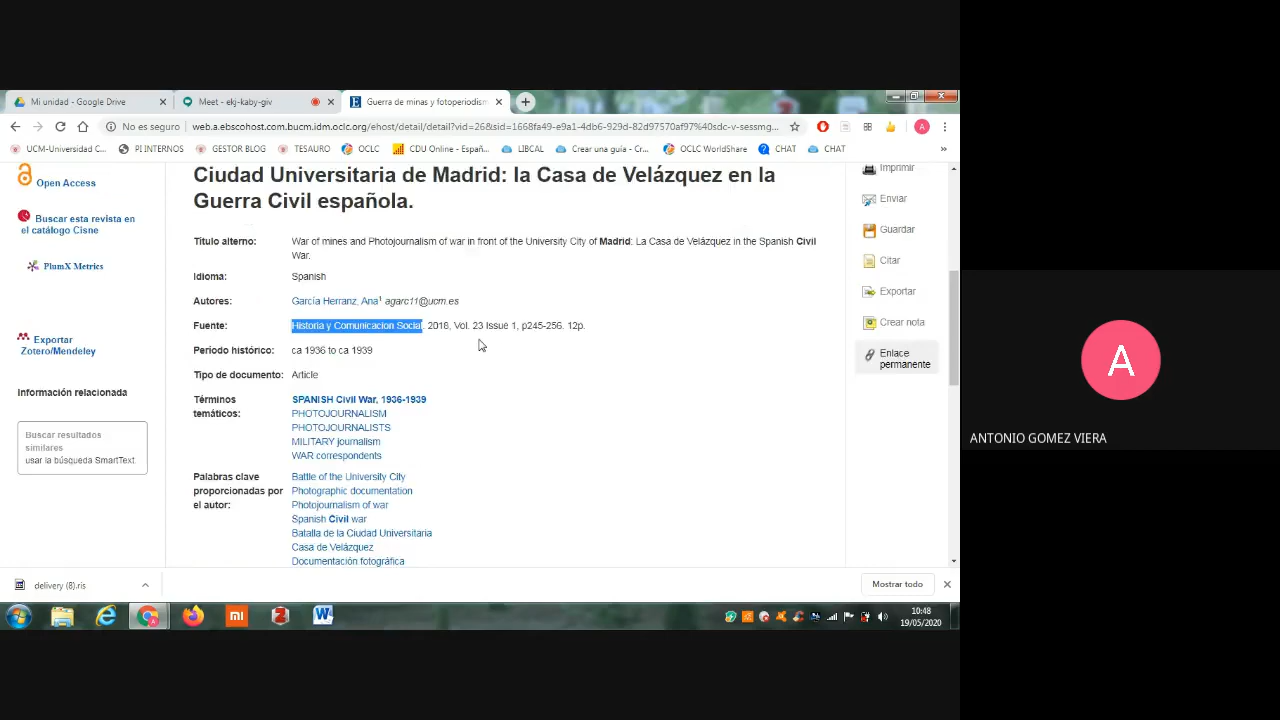 Mi unidad - Google Drive
Meet - ekj-kaby-giv
Guerra de minas y fotoperiodism
No es seguro
web.b.ebscohost.com.bucm.idm.oclc.org/ehost/detail/detail?vid=26&sid=1668fa49-e9a1-4db6-929d-82d97570af97%40sdc-v-sessmg...
UCM-Universidad C...
PI INTERNOS
GESTOR BLOG
TESAURO
OCLC
CDU Online - Españ...
LIBCAL
Crear una guía - Cr...
OCLC WorldShare
CHAT
CHAT
»
Open Access
Buscar esta revista en
el catálogo Cisne
PlumX Metrics
Exportar
Zotero/Mendeley
Información relacionada
Buscar resultados
similares
usar la búsqueda SmartText.
Ciudad Universitaria de Madrid: la Casa de Velázquez en la
Guerra Civil española.
Título alterno: War of mines and Photojournalism of war in front of the University City of Madrid: La Casa de Velázquez in the Spanish Civil
War.
Idioma: Spanish
Autores: García Herranz, Ana1 agarc11@ucm.es
Fuente: Historia y Comunicacion Social. 2018, Vol. 23 Issue 1, p245-256. 12p.
Período histórico: ca 1936 to ca 1939
Tipo de documento: Article
Términos temáticos: SPANISH Civil War, 1936-1939
PHOTOJOURNALISM
PHOTOJOURNALISTS
MILITARY journalism
WAR correspondents
Palabras clave proporcionadas por el autor: Battle of the University City
Photographic documentation
Photojournalism of war
Spanish Civil war
Batalla de la Ciudad Universitaria
Casa de Velázquez
Documentación fotográfica
Imprimir
Enviar
Guardar
Citar
Exportar
Crear nota
Enlace
permanente
delivery (8).ris
Mostrar todo
mi
W
10:48
19/05/2020
A
ANTONIO GOMEZ VIERA